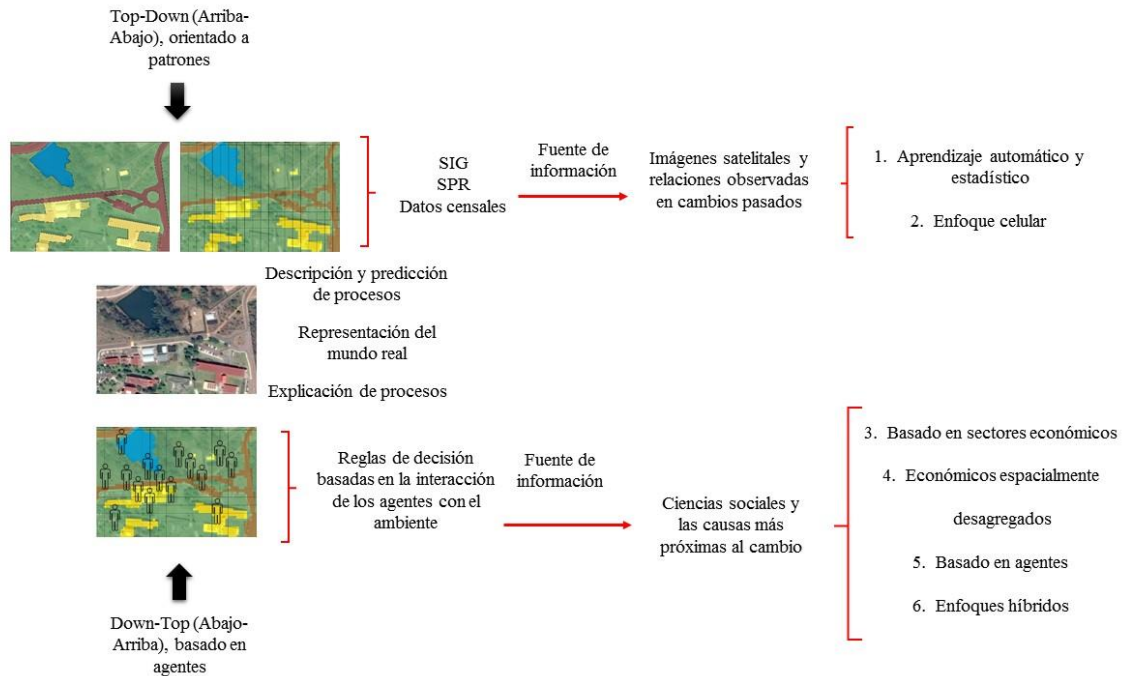 Top-Down (Arriba-
Abajo), orientado a
patrones
SIG
SPR
Datos censales
Fuente de
información
Imágenes satelitales y
relaciones observadas
en cambios pasados
1. Aprendizaje automático y
estadístico
2. Enfoque celular
Descripción y predicción
de procesos
Representación del
mundo real
Explicación de procesos
Reglas de decisión
basadas en la interacción
de los agentes con el
ambiente
Fuente de
información
Ciencias sociales y
las causas más
próximas al cambio
3. Basado en sectores económicos
4. Económicos espacialmente
desagregados
5. Basado en agentes
6. Enfoques híbridos
Down-Top (Abajo-
Arriba), basado en
agentes